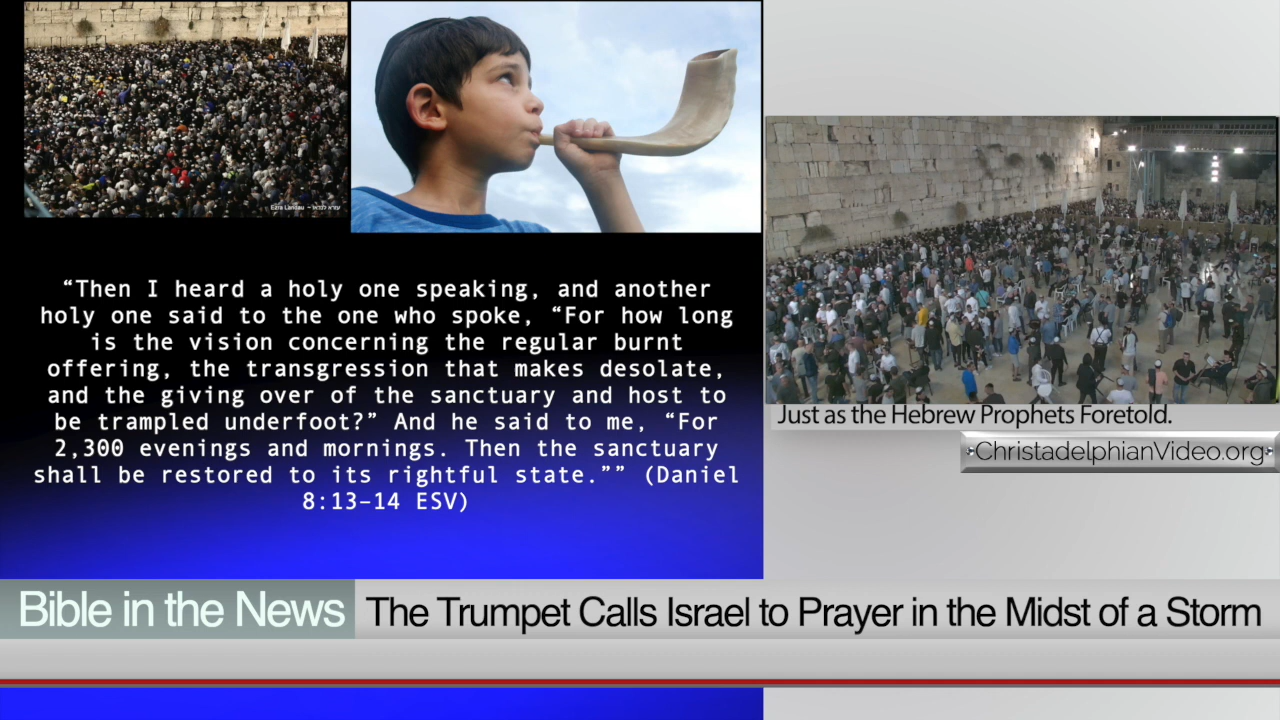 Ezra Landau - עזרא לנדאו
“Then I heard a holy one speaking, and another
holy one said to the one who spoke, “For how long
is the vision concerning the regular burnt
offering, the transgression that makes desolate,
and the giving over of the sanctuary and host to
be trampled underfoot?” And he said to me, “For
2,300 evenings and mornings. Then the sanctuary
shall be restored to its rightful state.”” (Daniel
8:13–14 ESV)
Just as the Hebrew Prophets Foretold.
ChristadelphianVideo.org
Bible in the News
The Trumpet Calls Israel to Prayer in the Midst of a Storm